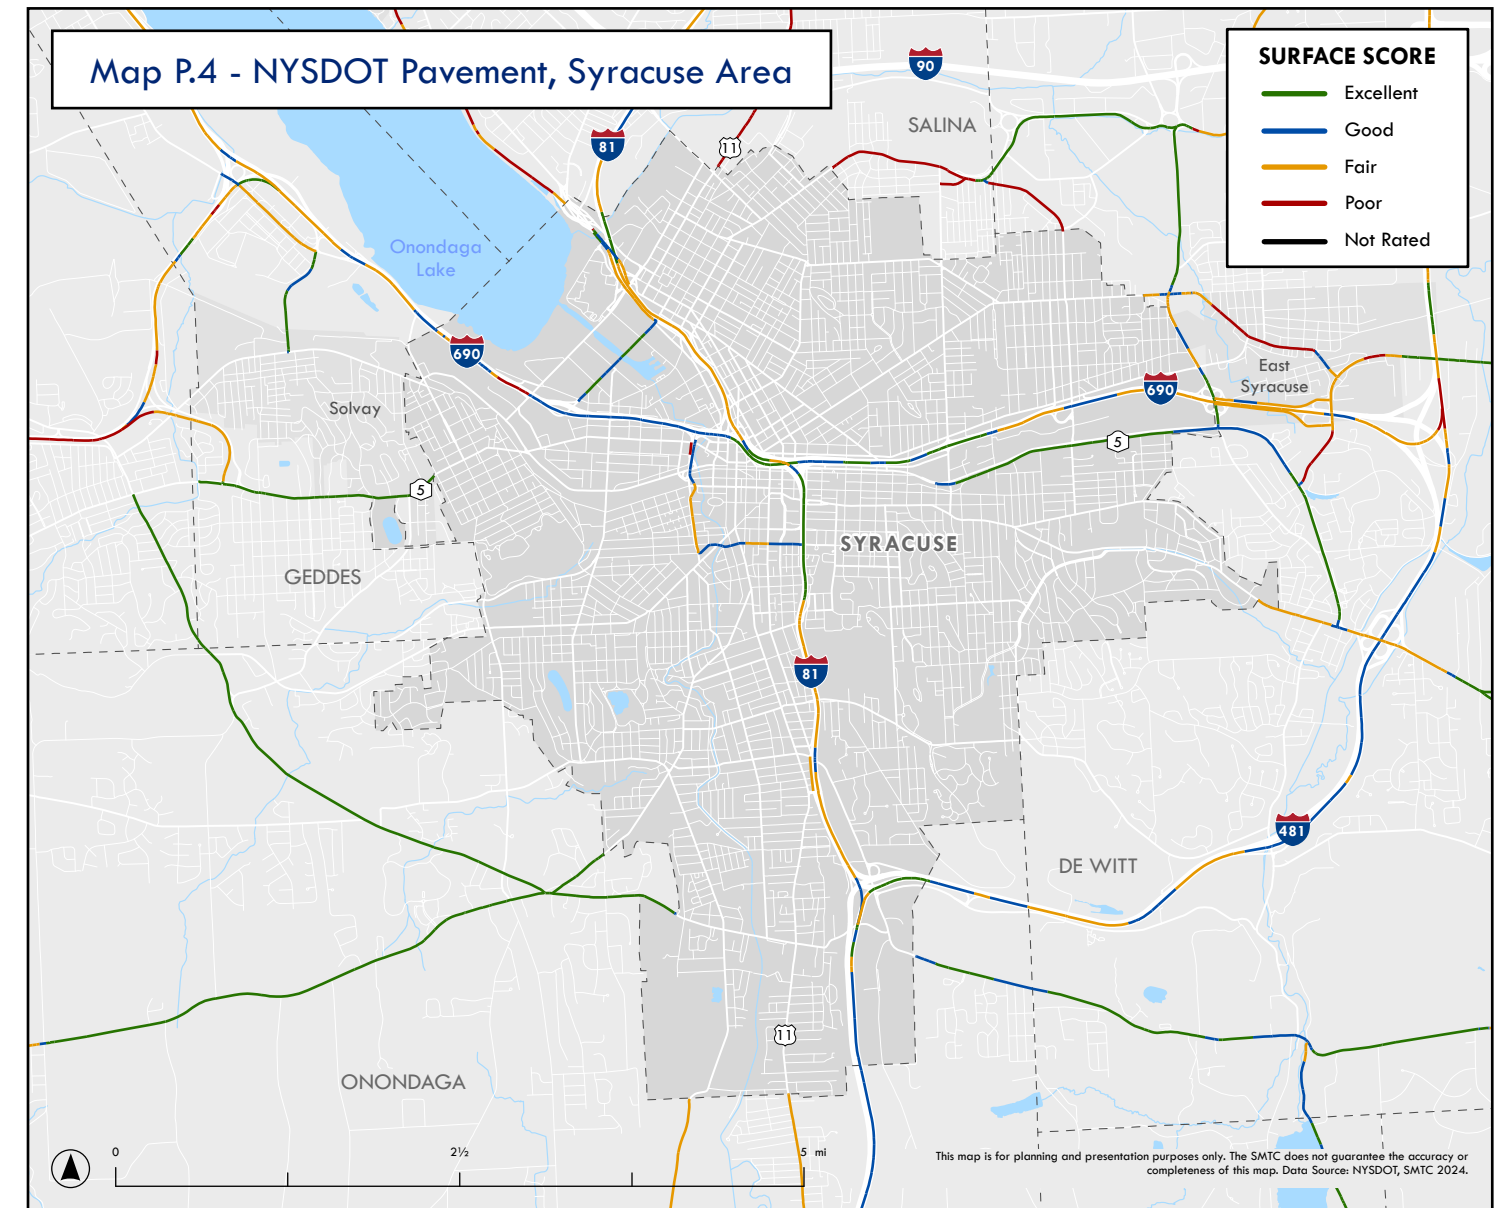 Map P.4 - NYSDOT Pavement, Syracuse Area
SURFACE SCORE
Excellent
Good
Fair
Poor
Not Rated
90
SALINA
81
11
Onondaga
Lake
690
Solvay
East
Syracuse
690
5
5
SYRACUSE
GEDDES
81
481
DE WITT
11
ONONDAGA
0
2½
5 mi
This map is for planning and presentation purposes only. The SMTC does not guarantee the accuracy or
completeness of this map. Data Source: NYSDOT, SMTC 2024.